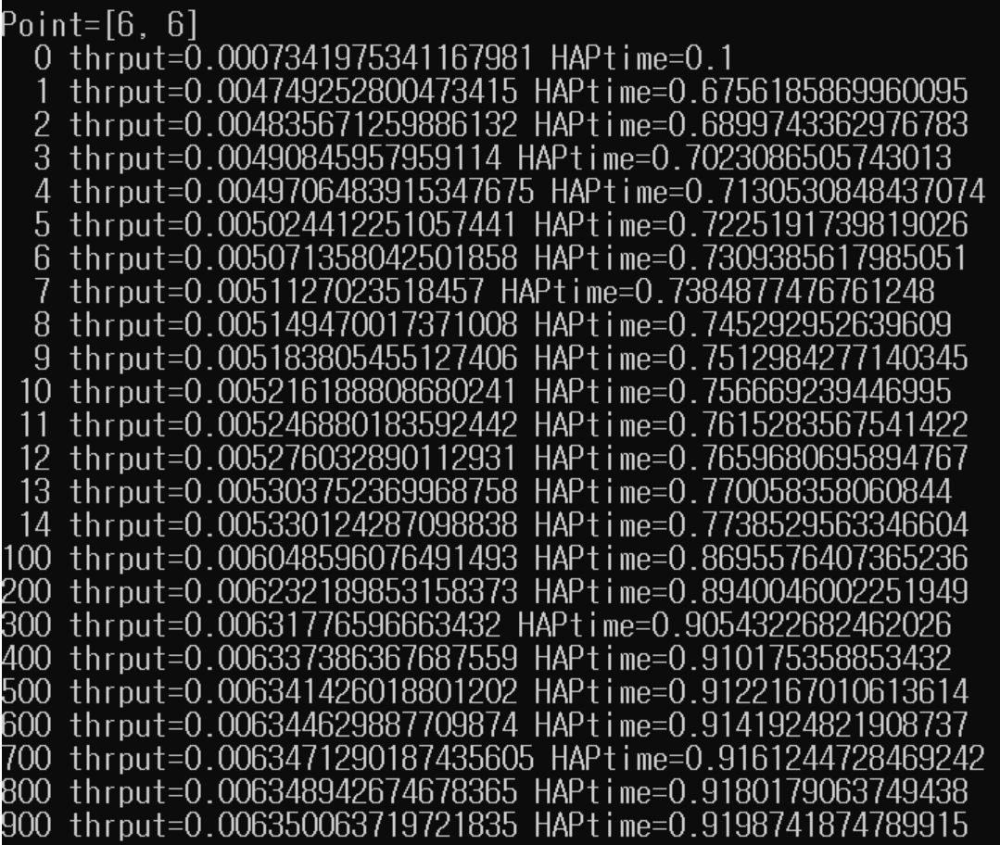 Point=[6, 6]
0 thrput=0.0007341975341167981 HAPtime=0.1
1 thrput=0.004749252800473415 HAPtime=0.6756185869960095
2 thrput=0.004835671259886132 HAPtime=0.6899743362976783
3 thrput=0.00490845957959114 HAPtime=0.7023086505743013
4 thrput=0.0049706483915347675 HAPtime=0.7130530848437074
5 thrput=0.005024412251057441 HAPtime=0.7225191739819026
6 thrput=0.005071358042501858 HAPtime=0.7309385617985051
7 thrput=0.0051127023518457 HAPtime=0.7384877476761248
8 thrput=0.005149470017371008 HAPtime=0.745292952639609
9 thrput=0.005183805455127406 HAPtime=0.7512984277140345
10 thrput=0.005216188808680241 HAPtime=0.756669239446995
11 thrput=0.005246880183592442 HAPtime=0.7615283567541422
12 thrput=0.005276032890112931 HAPtime=0.7659680695894767
13 thrput=0.005303752369968758 HAPtime=0.770058358060844
14 thrput=0.005330124287098838 HAPtime=0.7738529563346604
100 thrput=0.006048596076491493 HAPtime=0.8695576407365236
200 thrput=0.006232189853158373 HAPtime=0.8940046002251949
300 thrput=0.00631776596663432 HAPtime=0.9054322682462026
400 thrput=0.006337386367687559 HAPtime=0.910175358853432
500 thrput=0.006341426018801202 HAPtime=0.9122167010613614
600 thrput=0.006344629887709874 HAPtime=0.9141924821908737
700 thrput=0.0063471290187435605 HAPtime=0.9161244728469242
800 thrput=0.006348942674678365 HAPtime=0.9180179063749438
900 thrput=0.006350063719721835 HAPtime=0.9198741874789915